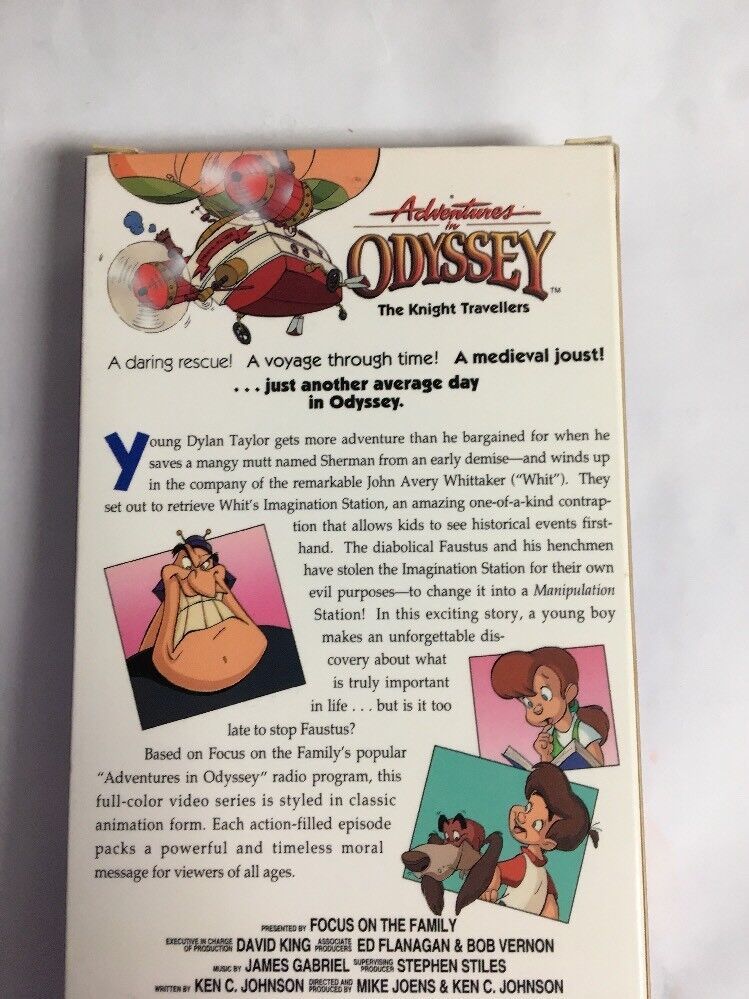 Adventures
in
ODYSSEY™
The Knight Travellers
A daring rescue! A voyage through time! A medieval joust!
. . . just another average day
in Odyssey.
Young Dylan Taylor gets more adventure than he bargained for when he
saves a mangy mutt named Sherman from an early demise—and winds up
in the company of the remarkable John Avery Whittaker ("Whit"). They
set out to retrieve Whit's Imagination Station, an amazing one-of-a-kind contrap-
tion that allows kids to see historical events first-
hand. The diabolical Faustus and his henchmen
have stolen the Imagination Station for their own
evil purposes—to change it into a Manipulation
Station! In this exciting story, a young boy
makes an unforgettable dis-
covery about what
is truly important
in life . . . but is it too
late to stop Faustus?
Based on Focus on the Family's popular
"Adventures in Odyssey" radio program, this
full-color video series is styled in classic
animation form. Each action-filled episode
packs a powerful and timeless moral
message for viewers of all ages.
PRESENTED BY FOCUS ON THE FAMILY
EXECUTIVE IN CHARGE OF PRODUCTION DAVID KING ASSOCIATE PRODUCERS ED FLANAGAN & BOB VERNON
MUSIC BY JAMES GABRIEL SUPERVISING PRODUCER STEPHEN STILES
WRITTEN BY KEN C. JOHNSON DIRECTED AND PRODUCED BY MIKE JOENS & KEN C. JOHNSON